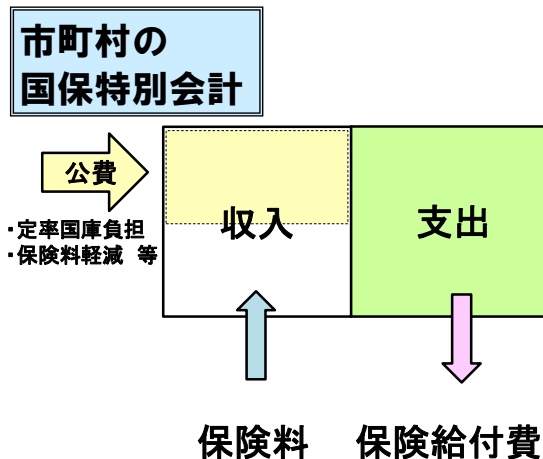 市町村の
国保特別会計
公費
・定率国庫負担
・保険料軽減 等
収入
支出
保険料
保険給付費